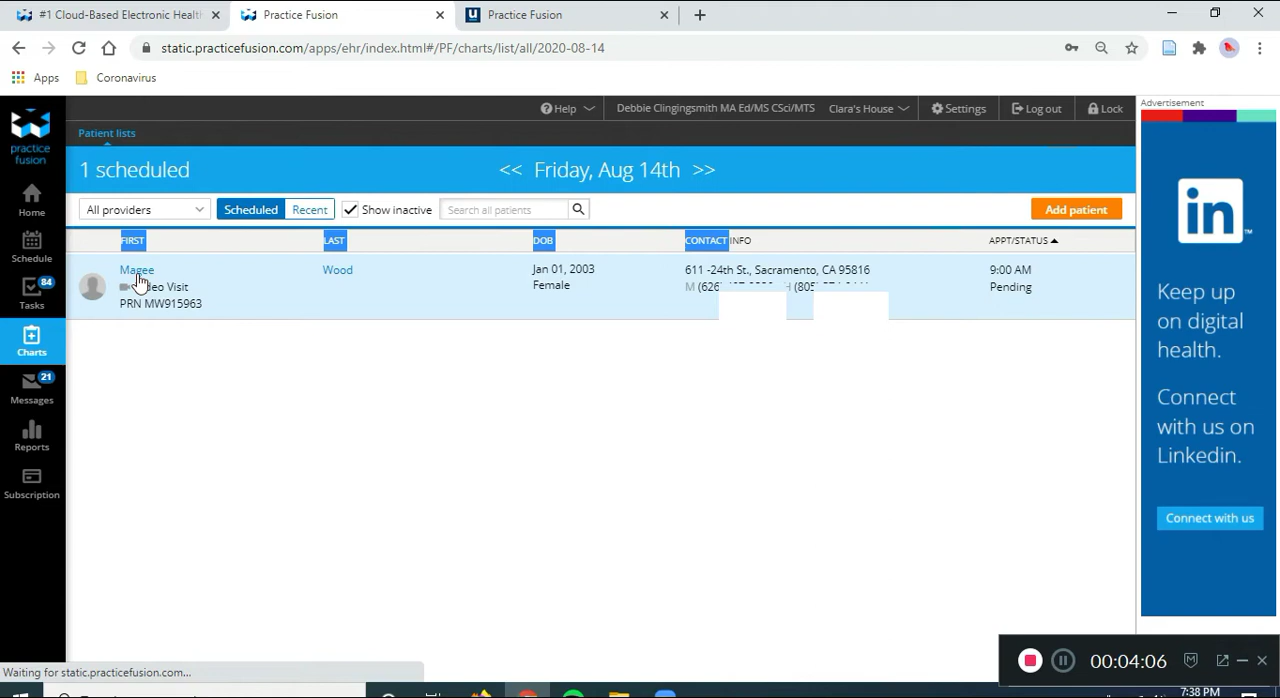 #1 Cloud-Based Electronic Healtl
Practice Fusion
Practice Fusion
static.practicefusion.com/apps/ehr/index.html#/PF/charts/list/all/2020-08-14
Apps
Coronavirus
Help
Debbie Clingingsmith MA Ed/MS CSci/MTS
Clara's House
Settings
Log out
Lock
Advertisement
practice
fusion
Patient lists
1 scheduled
<< Friday, Aug 14th >>
All providers
Scheduled
Recent
Show inactive
Search all patients
Add patient
FIRST
LAST
DOB
CONTACT INFO
APPT/STATUS
Magee
Wood
Jan 01, 2003
611 -24th St., Sacramento, CA 95816
9:00 AM
Visit
Female
M (626)
(805)
Pending
PRN MW915963
Home
Schedule
84
Tasks
Charts
21
Messages
Reports
Subscription
in
TM
Keep up
on digital
health.
Connect
with us on
Linkedin.
Connect with us
Waiting for static.practicefusion.com...
00:04:06
7:38 PM